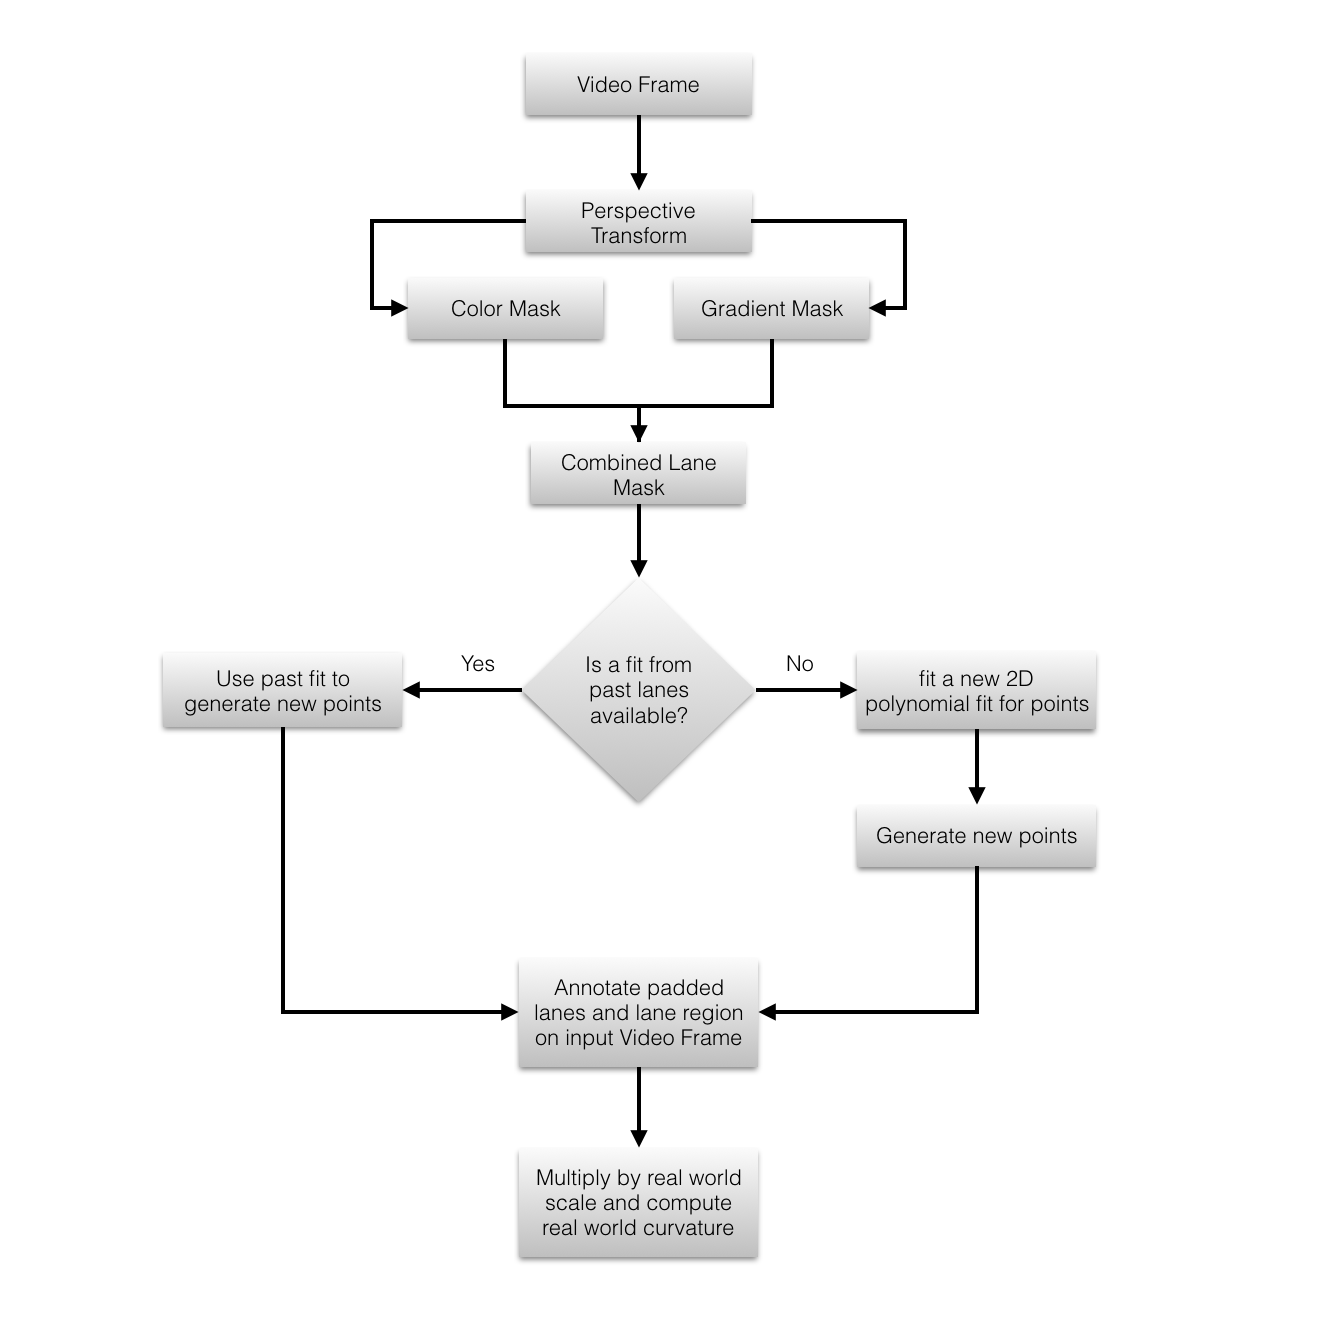 Video Frame
Perspective
Transform
Color Mask
Gradient Mask
Combined Lane
Mask
Is a fit from
past lanes
available?
Yes
No
Use past fit to
generate new points
fit a new 2D
polynomial fit for points
Generate new points
Annotate padded
lanes and lane region
on input Video Frame
Multiply by real world
scale and compute
real world curvature